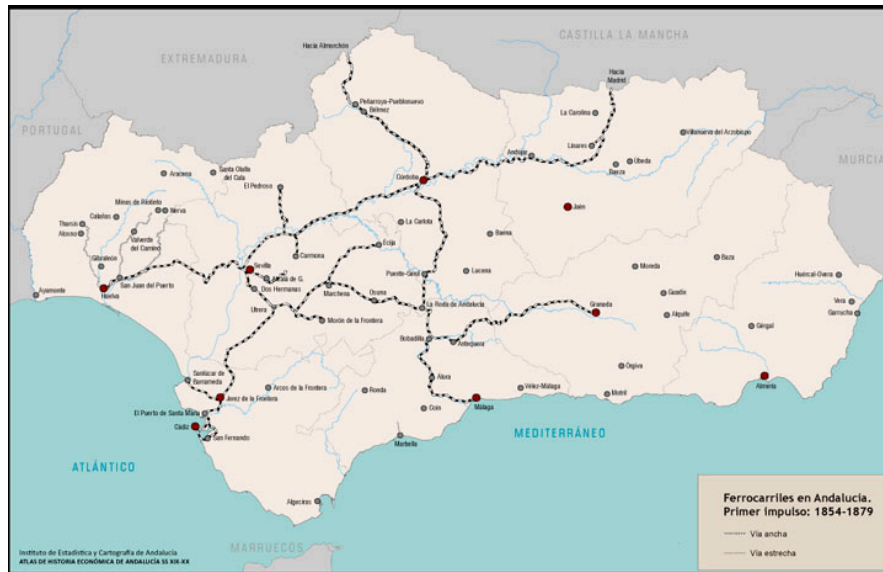 Hacia Almorchón
CASTILLA LA MANCHA
EXTREMADURA
Hacia
Madrid
Peñarroya-Pueblonuevo
Bélmez
La Carolina
PORTUGAL
Linares
Villanueva del Arzobispo
Andújar
Úbeda
Baeza
MURCIA
Aracena
Santa Olalla
del Cala
El Pedroso
Córdoba
Jaén
Minas de Riotinto
Nerva
Calañas
Tharsis
Alosno
Valverde
del Camino
La Carlota
Baena
Écija
Carmona
Gibraleón
Sevilla
Alcalá de G.
Dos Hermanas
San Juan del Puerto
Ayamonte
Huelva
Puente-Genil
Lucena
Moreda
Baza
Huércal-Overa
Marchena
Osuna
La Roda de Andalucía
Guadix
Vera
Garrucha
Utrera
Morón de la Frontera
Granada
Alquife
Gérgal
Bobadilla
Antequera
Sanlúcar de
Barrameda
Arcos de la Frontera
Jerez de la Frontera
Ronda
Álora
Coín
Málaga
Vélez-Málaga
Órgiva
Motril
Almería
El Puerto de Santa María
Cádiz
San Fernando
Marbella
MEDITERRÁNEO
ATLÁNTICO
Algeciras
MARRUECOS
Ferrocarriles en Andalucía.
Primer impulso: 1854-1879
Vía ancha
Vía estrecha
Instituto de Estadística y Cartografía de Andalucía
ATLAS DE HISTORIA ECONÓMICA DE ANDALUCÍA SS XIX-XX